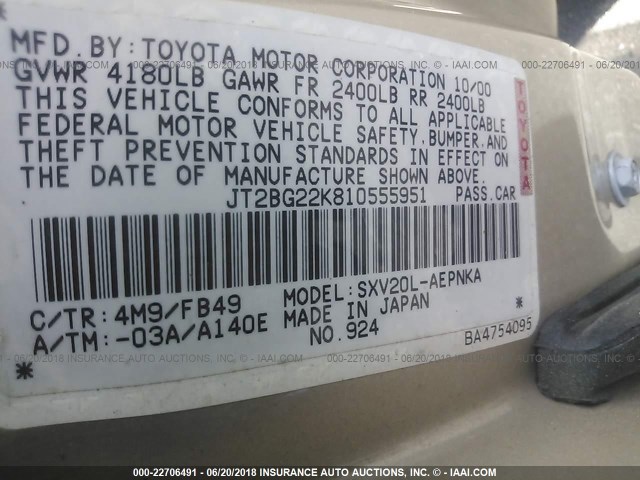 MFD. BY: TOYOTA MOTOR CORPORATION 10/00
GVWR 4180LB GAWR FR 2400LB RR 2400LB
THIS VEHICLE CONFORMS TO ALL APPLICABLE
FEDERAL MOTOR VEHICLE SAFETY, BUMPER, AND
THEFT PREVENTION STANDARDS IN EFFECT ON
THE DATE OF MANUFACTURE SHOWN ABOVE.
JT2BG22K810555951 PASS.CAR
TOYOTA
C/TR: 4M9/FB49 MODEL: SXV20L-AEPNKA
A/TM: -03A/A140E MADE IN JAPAN
NO. 924
BA4754095
* *
000-22706491 - 06/20/2018 INSURANCE AUTO AUCTIONS - © - IAAI.COM